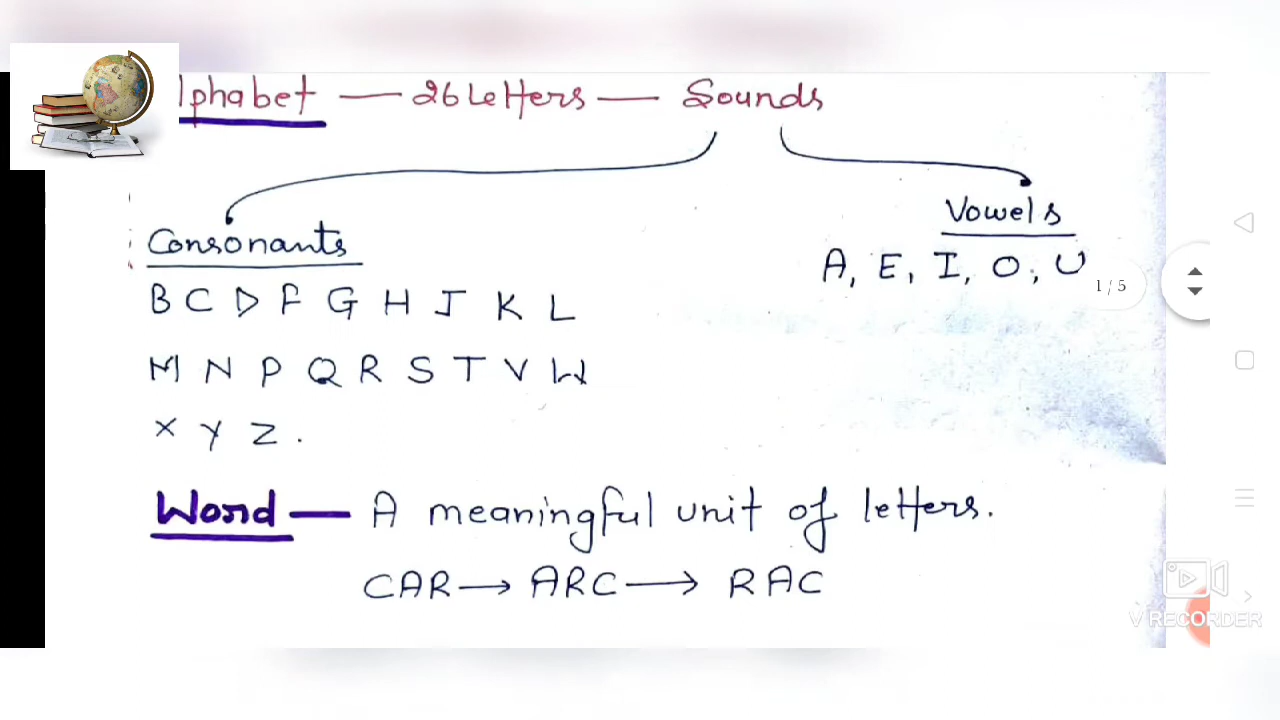 lphabet — 26 Letters — Sounds
Consonants
Vowels
A, E, I, O, U
1/5
B C D F G H J K L
M N P Q R S T V W
X Y Z .
Word — A meaningful unit of letters.
CAR → ARC → RAC
V RECORDER